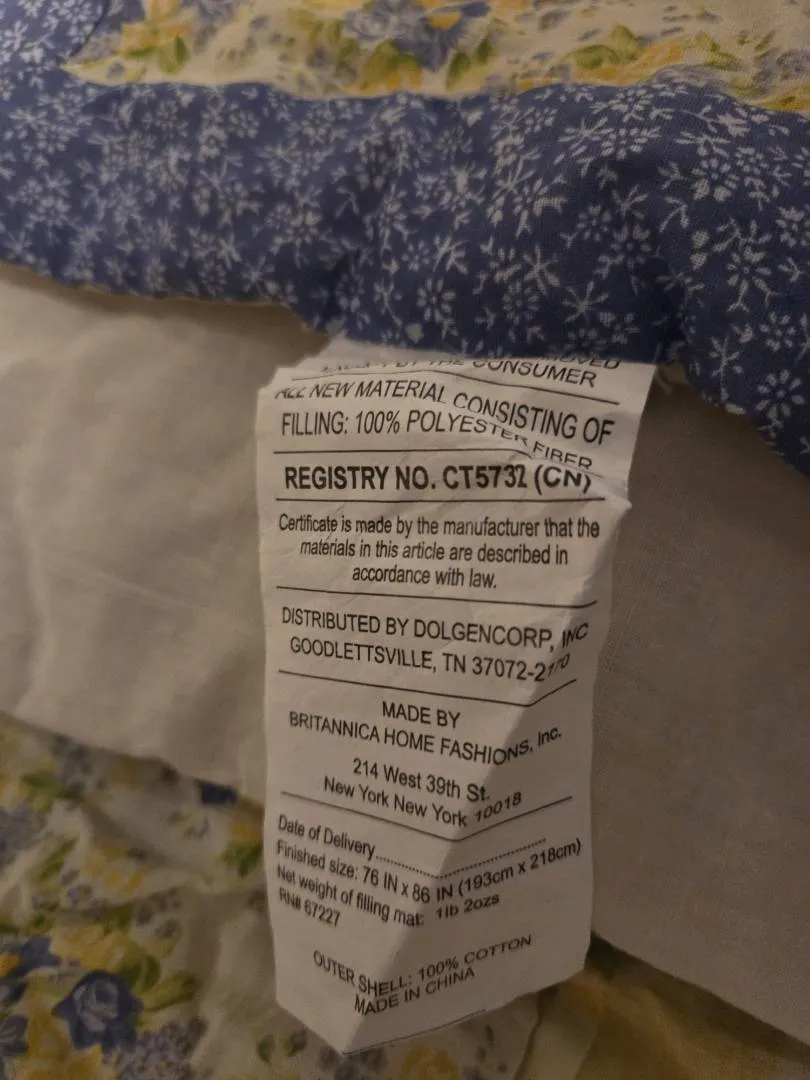 BY THE CONSUMER
ALL NEW MATERIAL CONSISTING OF
FILLING: 100% POLYESTER FIBER
REGISTRY NO. CT5732 (CN)
Certificate is made by the manufacturer that the
materials in this article are described in
accordance with law.
DISTRIBUTED BY DOLGENCORP, INC
GOODLETTSVILLE, TN 37072-2170
MADE BY
BRITANNICA HOME FASHIONS, Inc.
214 West 39th St.
New York New York 10018
Date of Delivery..............................
Finished size: 76 IN x 86 IN (193cm x 218cm)
Net weight of filling mat: 1lb 2ozs
RN# 67227
OUTER SHELL: 100% COTTON
MADE IN CHINA